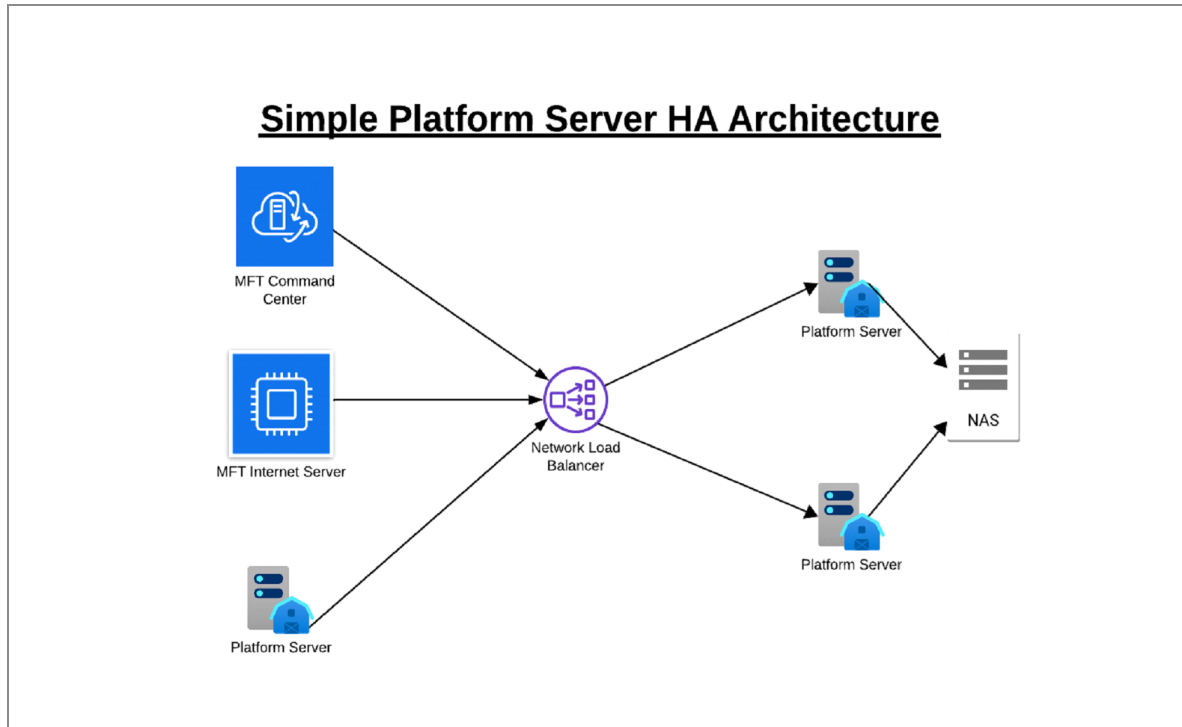 Simple Platform Server HA Architecture
MFT Command
Center
MFT Internet Server
Platform Server
Network Load
Balancer
Platform Server
Platform Server
NAS